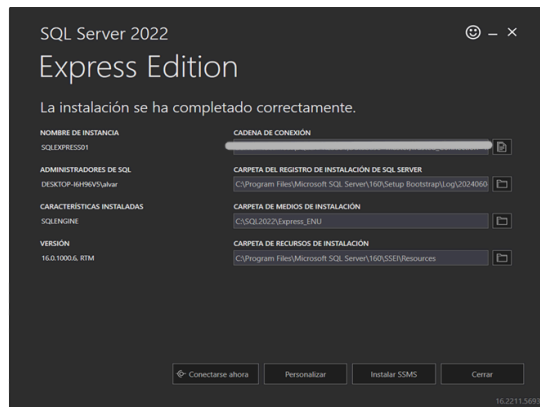 SQL Server 2022
Express Edition
La instalación se ha completado correctamente.
NOMBRE DE INSTANCIA
SQLEXPRESS01
CADENA DE CONEXIÓN
ADMINISTRADORES DE SQL
DESKTOP-I6H96V5\alvar
CARPETA DEL REGISTRO DE INSTALACIÓN DE SQL SERVER
C:\Program Files\Microsoft SQL Server\160\Setup Bootstrap\Log\2024060
CARACTERÍSTICAS INSTALADAS
SQLENGINE
CARPETA DE MEDIOS DE INSTALACIÓN
C:\SQL2022\Express_ENU
VERSIÓN
16.0.1000.6, RTM
CARPETA DE RECURSOS DE INSTALACIÓN
C:\Program Files\Microsoft SQL Server\160\SSEI\Resources
Conectarse ahora
Personalizar
Instalar SSMS
Cerrar
16.2211.5693